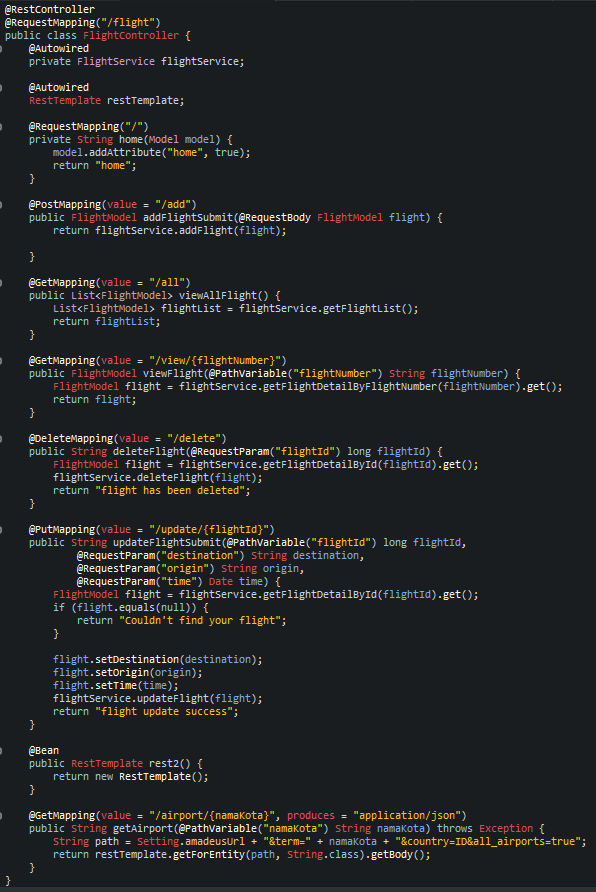 @RestController
@RequestMapping("/flight")
public class FlightController {
@Autowired
private FlightService flightService;
@Autowired
RestTemplate restTemplate;
@RequestMapping("/")
private String home(Model model) {
model.addAttribute("home", true);
return "home";
}
@PostMapping(value = "/add")
public FlightModel addFlightSubmit(@RequestBody FlightModel flight) {
return flightService.addFlight(flight);
}
@GetMapping(value = "/all")
public List<FlightModel> viewAllFlight() {
List<FlightModel> flightList = flightService.getFlightList();
return flightList;
}
@GetMapping(value = "/view/{flightNumber}")
public FlightModel viewFlight(@PathVariable("flightNumber") String flightNumber) {
FlightModel flight = flightService.getFlightDetailByFlightNumber(flightNumber).get();
return flight;
}
@DeleteMapping(value = "/delete")
public String deleteFlight(@RequestParam("flightId") long flightId) {
FlightModel flight = flightService.getFlightDetailById(flightId).get();
flightService.deleteFlight(flight);
return "flight has been deleted";
}
@PutMapping(value = "/update/{flightId}")
public String updateFlightSubmit(@PathVariable("flightId") long flightId,
@RequestParam("destination") String destination,
@RequestParam("origin") String origin,
@RequestParam("time") Date time) {
FlightModel flight = flightService.getFlightDetailById(flightId).get();
if (flight.equals(null)) {
return "Couldn't find your flight";
}
flight.setDestination(destination);
flight.setOrigin(origin);
flight.setTime(time);
flightService.updateFlight(flight);
return "flight update success";
}
@Bean
public RestTemplate rest2() {
return new RestTemplate();
}
@GetMapping(value = "/airport/{namaKota}", produces = "application/json")
public String getAirport(@PathVariable("namaKota") String namaKota) throws Exception {
String path = Setting.amadeusUrl + "&term=" + namaKota + "&country=ID&all_airports=true";
return restTemplate.getForEntity(path, String.class).getBody();
}
}